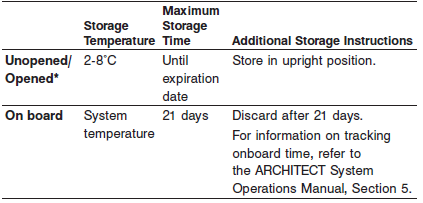 Storage Temperature	Maximum Storage Time	Additional Storage Instructions
Unopened/ Opened*	2-8°C	Until expiration date	Store in upright position.
On board	System temperature	21 days	Discard after 21 days.
For information on tracking
onboard time, refer to
the ARCHITECT System
Operations Manual, Section 5.